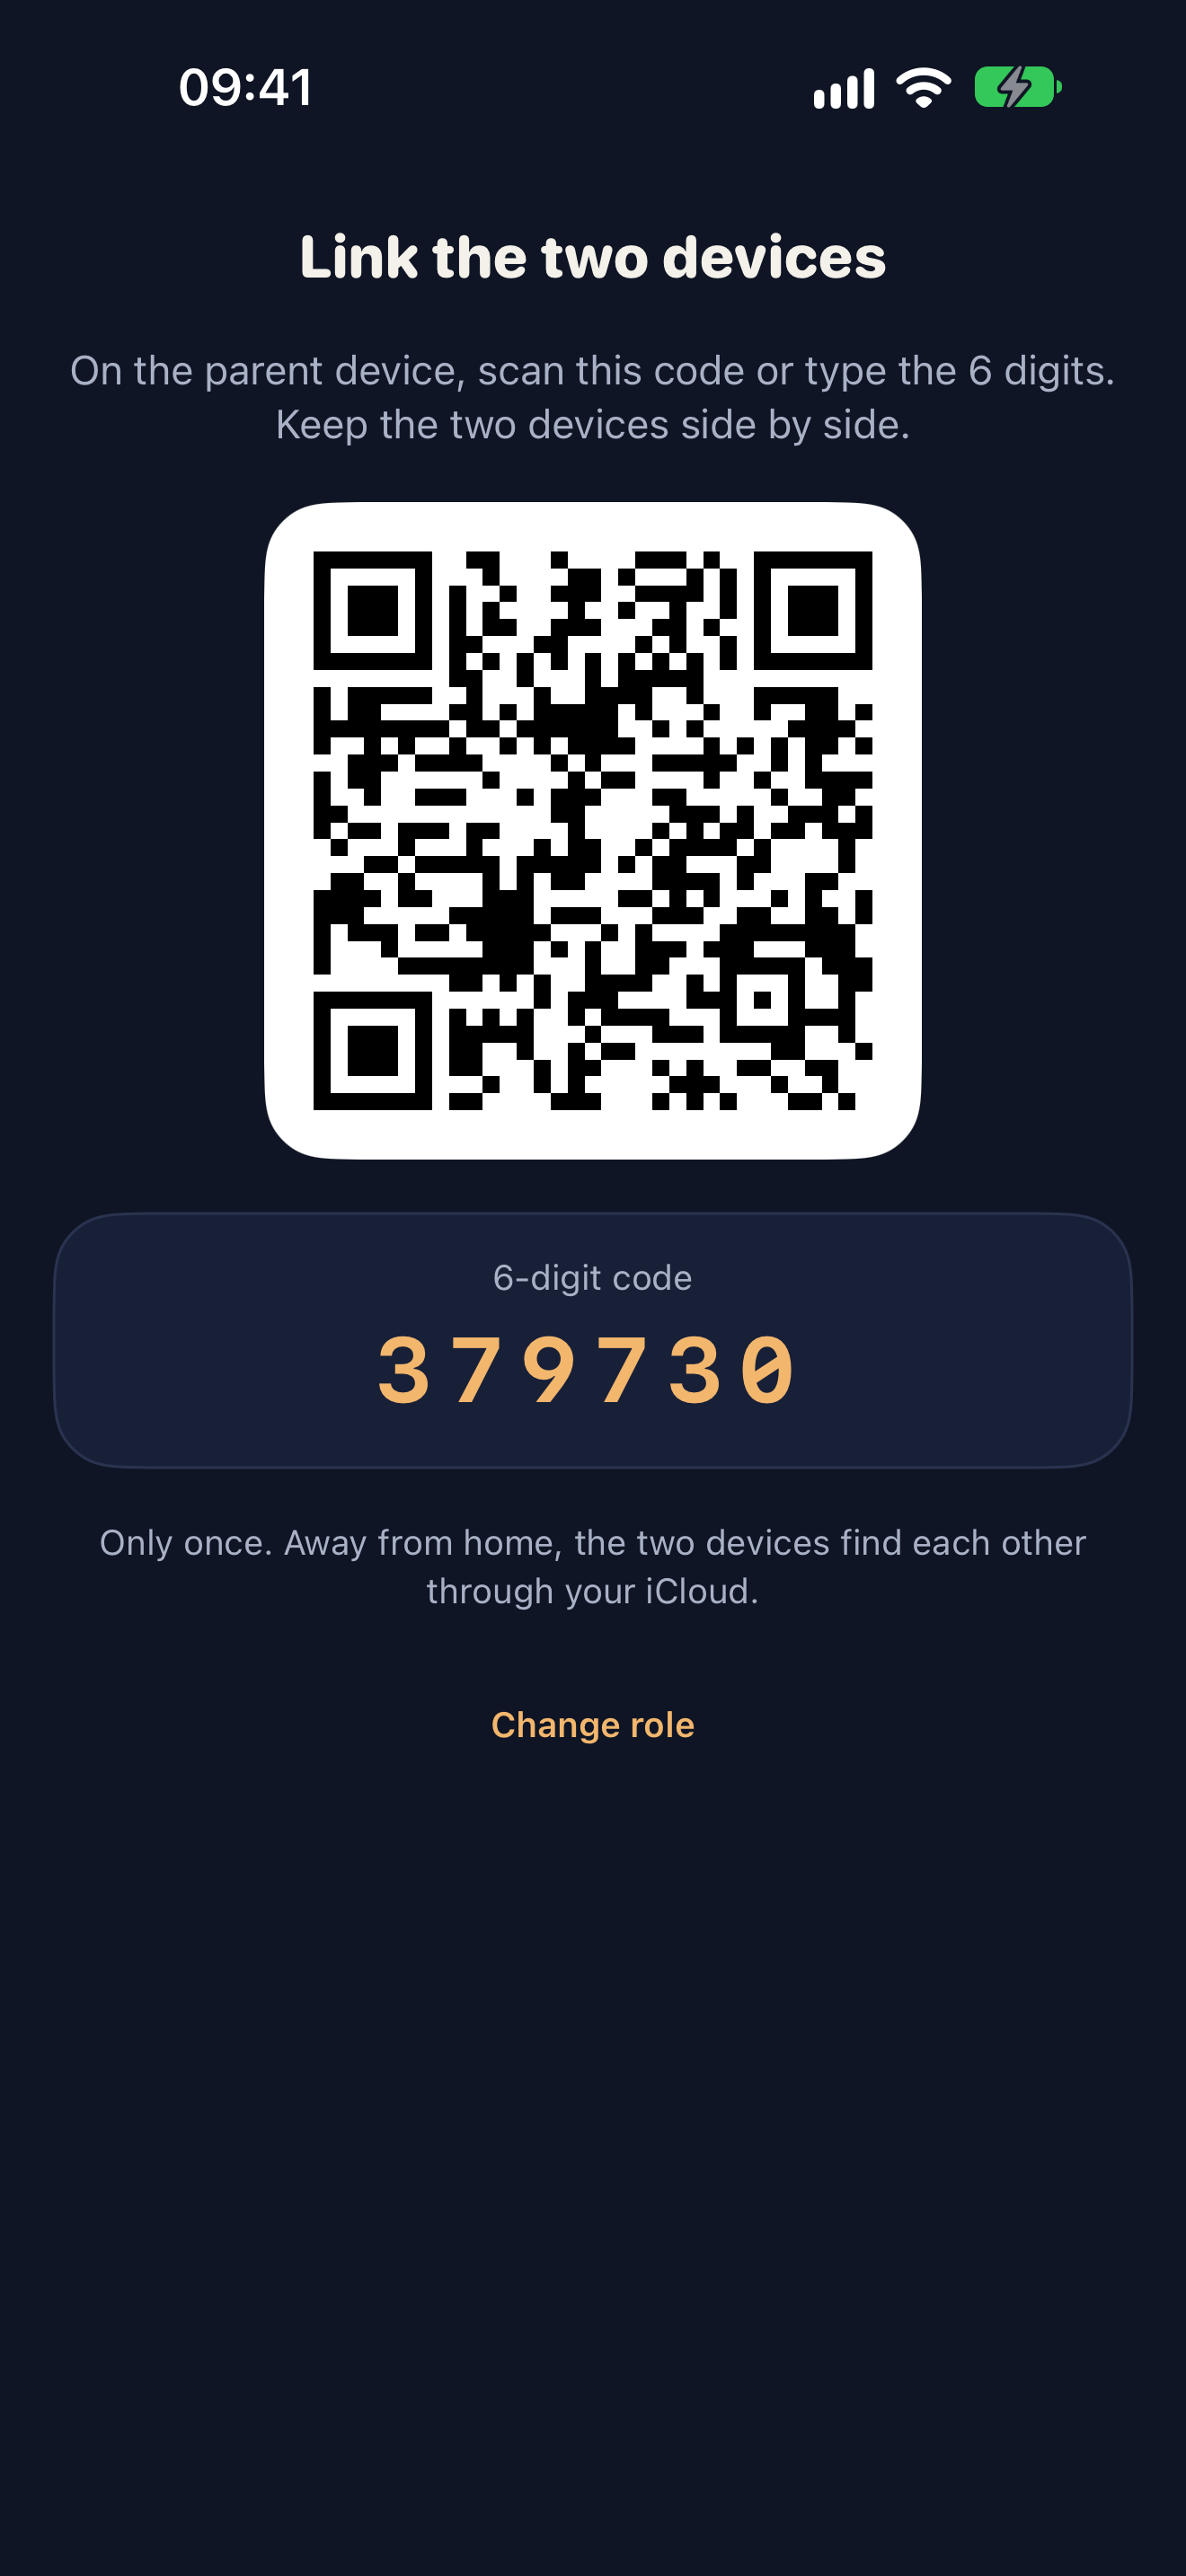 09:41
Link the two devices
On the parent device, scan this code or type the 6 digits.
Keep the two devices side by side.
6-digit code
379730
Only once. Away from home, the two devices find each other
through your iCloud.
Change role